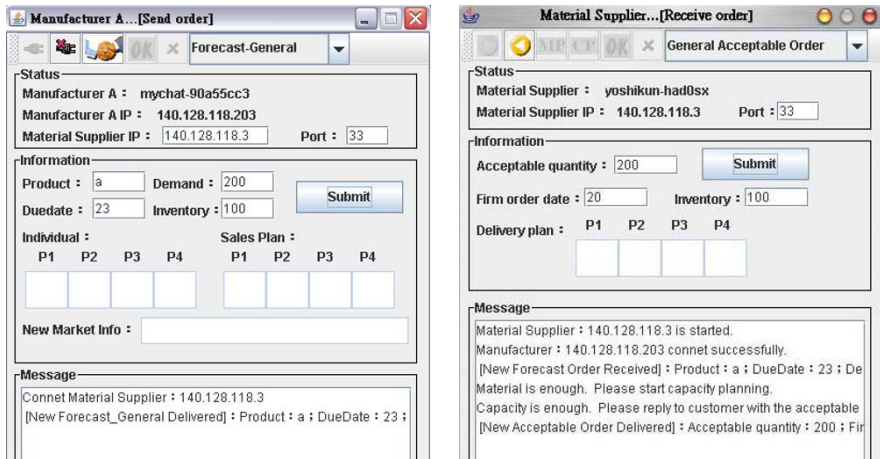 Manufacturer A...[Send order]
OK
Forecast-General
Status
Manufacturer A : mychat-90a55cc3
Manufacturer A IP : 140.128.118.203
Material Supplier IP : 140.128.118.3 Port : 33
Information
Product : a Demand : 200
Submit
Duedate : 23 Inventory : 100
Individual : Sales Plan :
P1 P2 P3 P4 P1 P2 P3 P4
New Market Info :
Message
Connet Material Supplier : 140.128.118.3
[New Forecast_General Delivered] : Product : a ; DueDate : 23 ;
Material Supplier...[Receive order]
MP CP OK
General Acceptable Order
Status
Material Supplier : yoshikun-had0sx
Material Supplier IP : 140.128.118.3 Port : 33
Information
Acceptable quantity : 200 Submit
Firm order date : 20 Inventory : 100
Delivery plan : P1 P2 P3 P4
Message
Material Supplier : 140.128.118.3 is started.
Manufacturer : 140.128.118.203 connet successfully.
[New Forecast Order Received] : Product : a ; DueDate : 23 ; De
Material is enough. Please start capacity planning.
Capacity is enough. Please reply to customer with the acceptable
[New Acceptable Order Delivered] : Acceptable quantity : 200 ; Fir